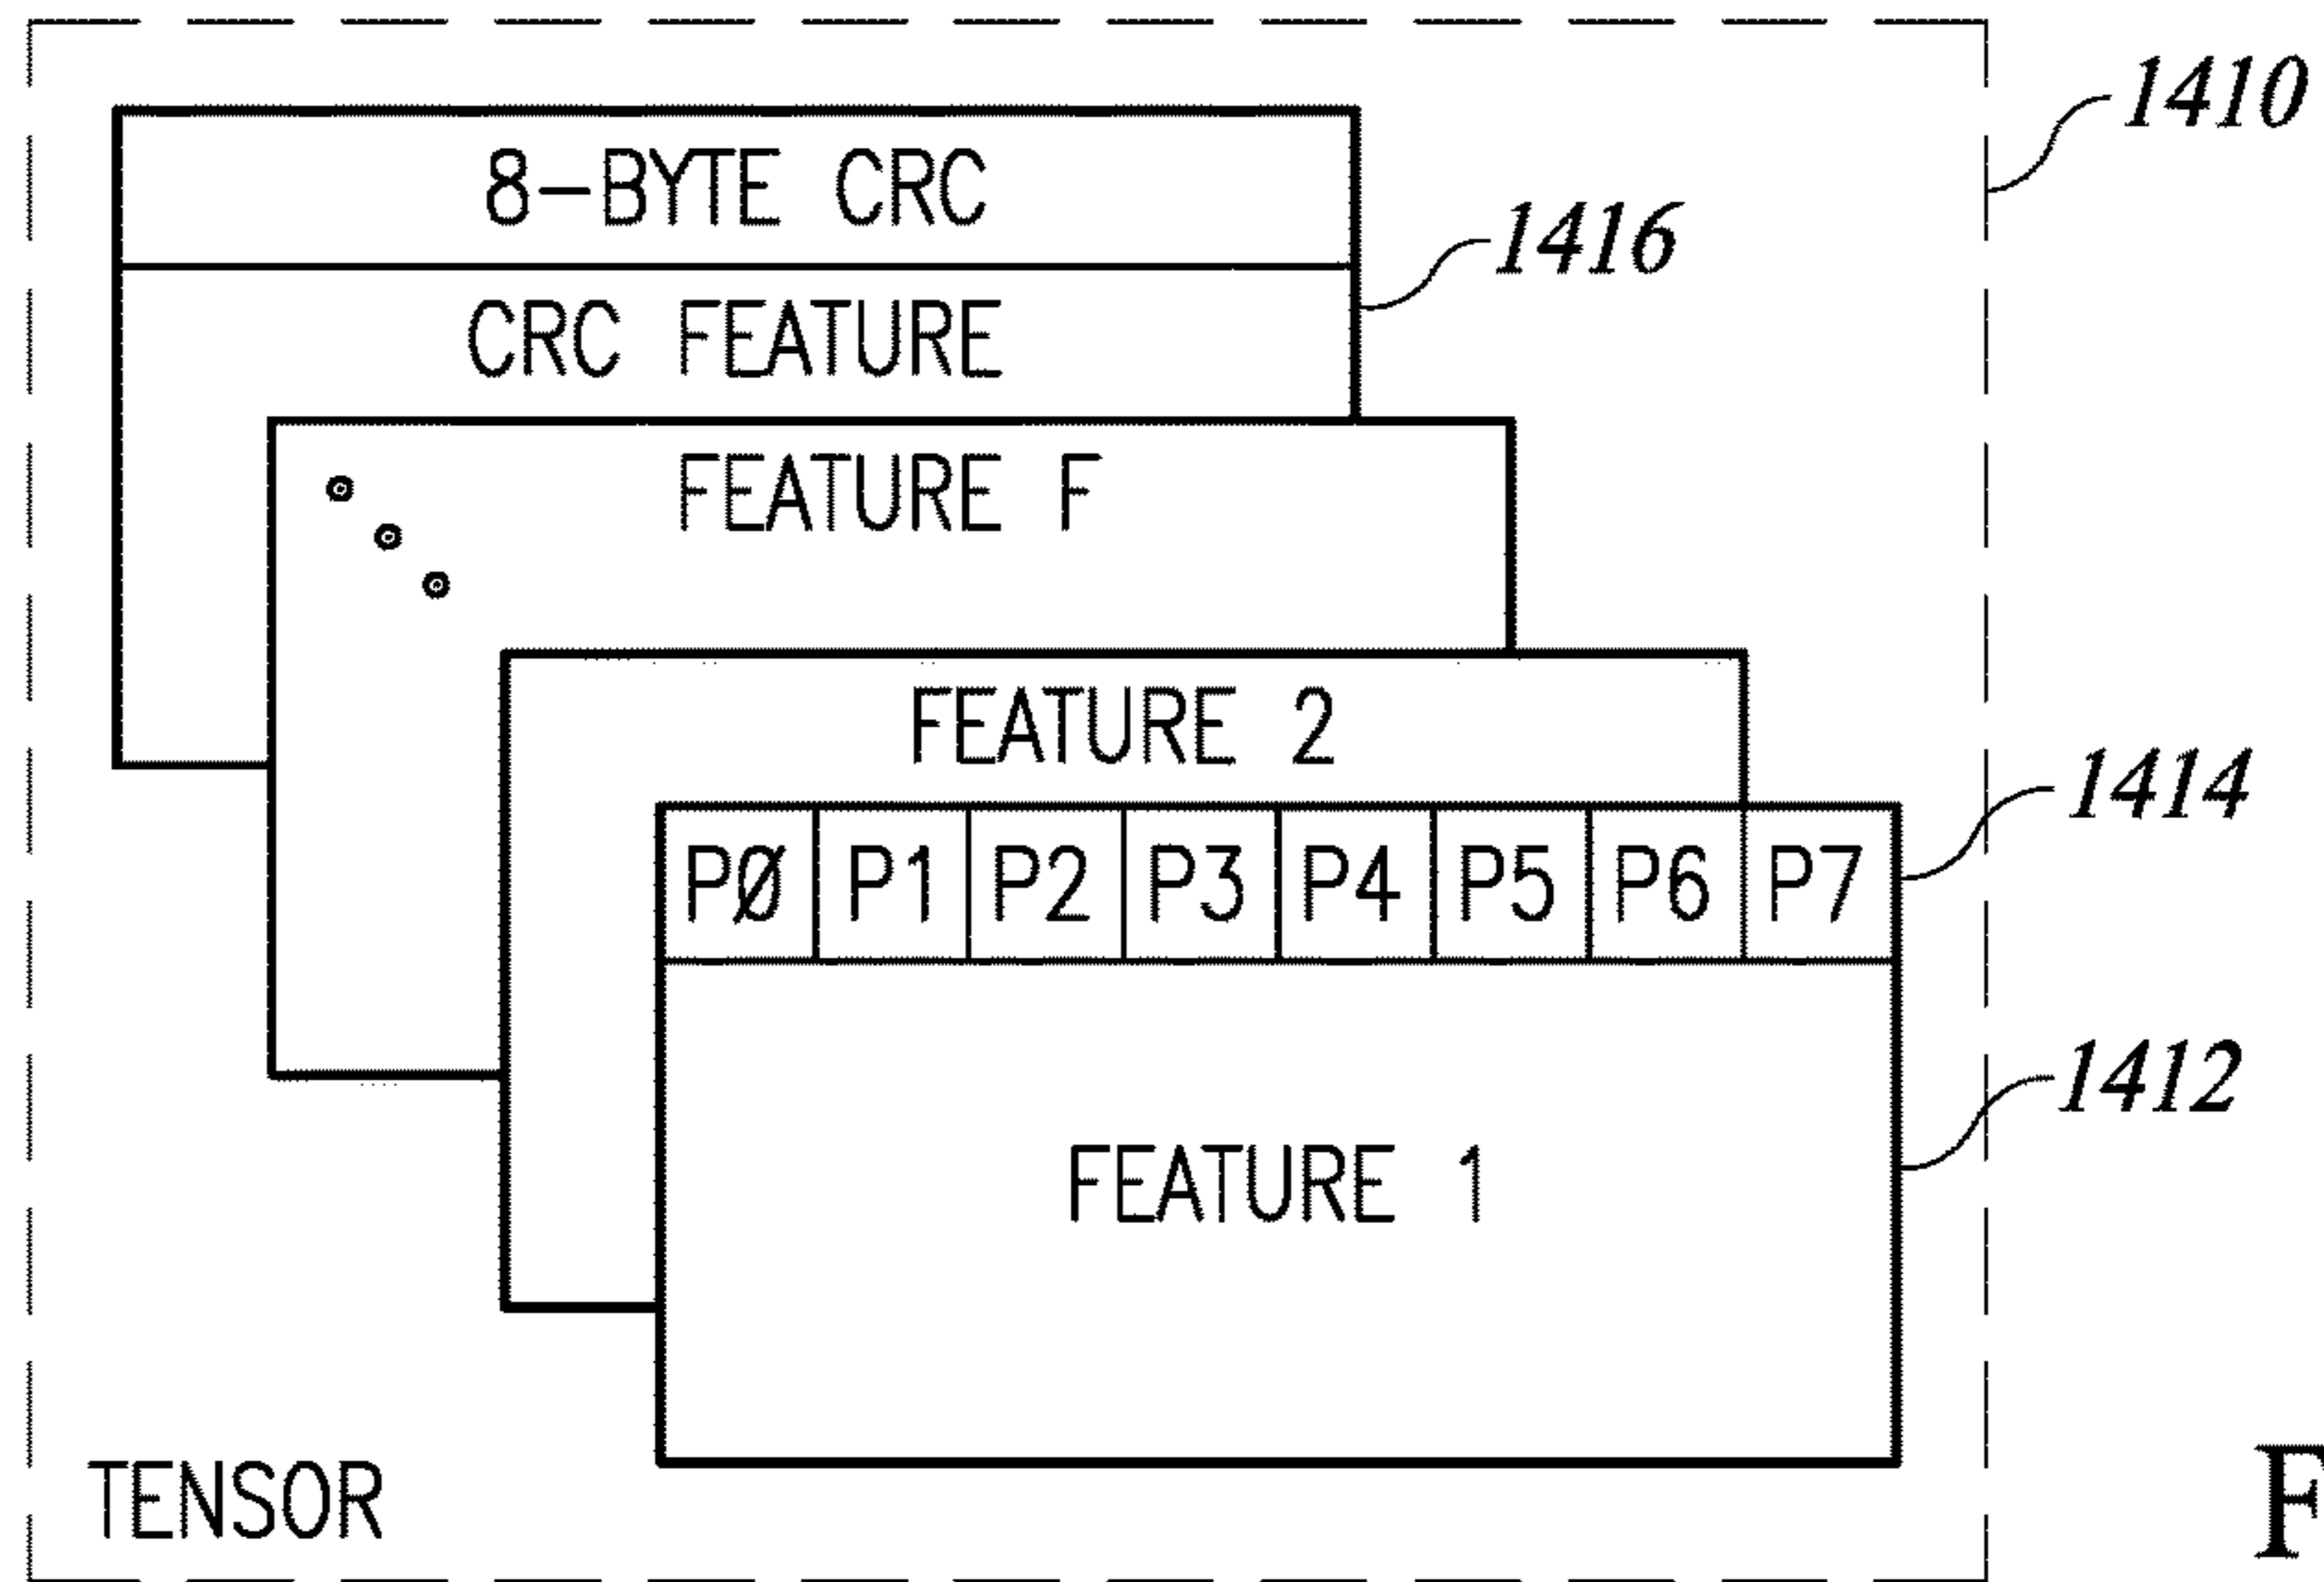 1410
8-BYTE CRC
1416
CRC FEATURE
FEATURE F
FEATURE 2
1414
PØ P1 P2 P3 P4 P5 P6 P7
1412
FEATURE 1
TENSOR
F